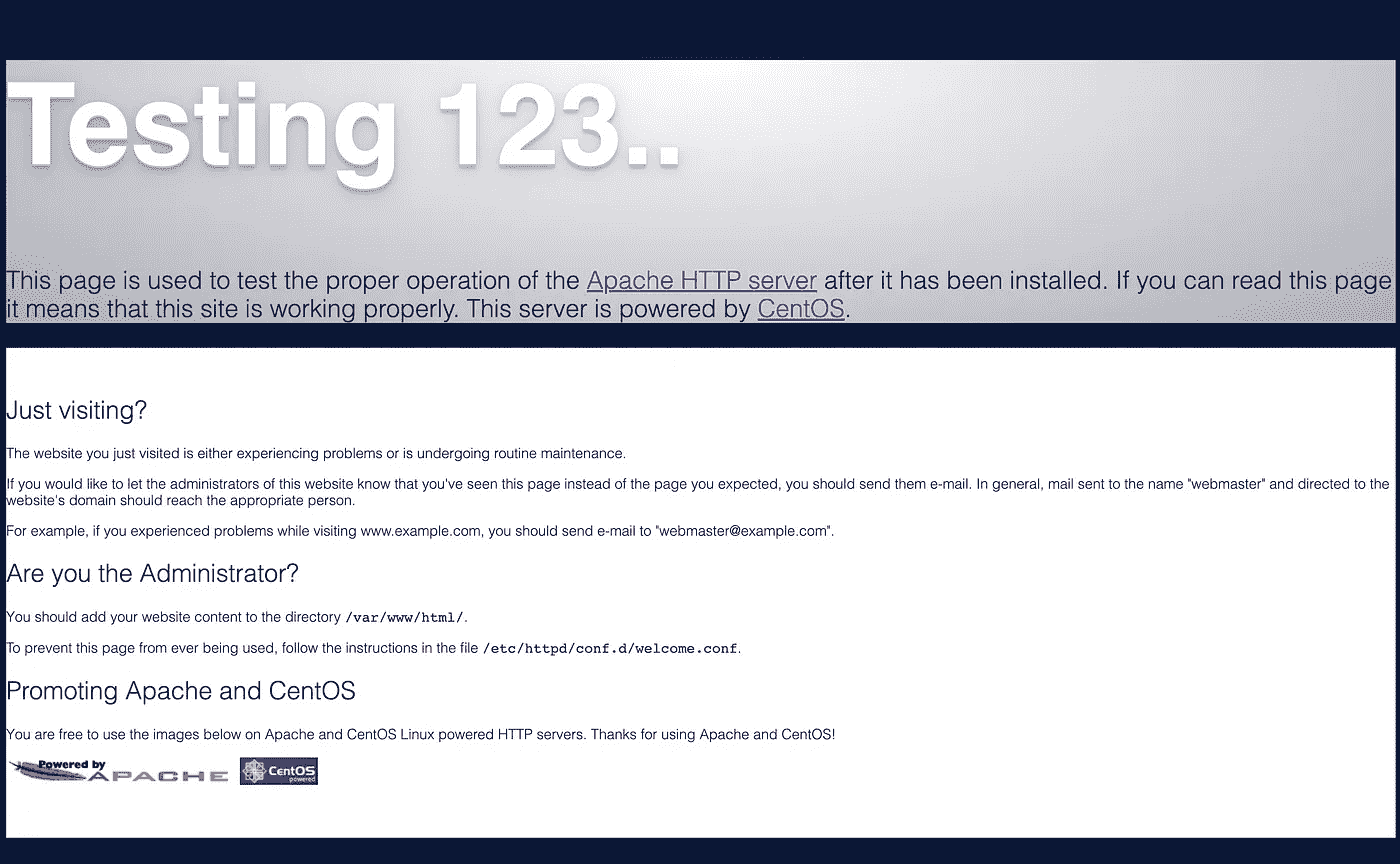 Testing 123..
This page is used to test the proper operation of the Apache HTTP server after it has been installed. If you can read this page
it means that this site is working properly. This server is powered by CentOS.
Just visiting?
The website you just visited is either experiencing problems or is undergoing routine maintenance.
If you would like to let the administrators of this website know that you've seen this page instead of the page you expected, you should send them e-mail. In general, mail sent to the name "webmaster" and directed to the
website's domain should reach the appropriate person.
For example, if you experienced problems while visiting www.example.com, you should send e-mail to "webmaster@example.com".
Are you the Administrator?
You should add your website content to the directory /var/www/html/.
To prevent this page from ever being used, follow the instructions in the file /etc/httpd/conf.d/welcome.conf.
Promoting Apache and CentOS
You are free to use the images below on Apache and CentOS Linux powered HTTP servers. Thanks for using Apache and CentOS!
Powered by
APACHE
CentOS
powered